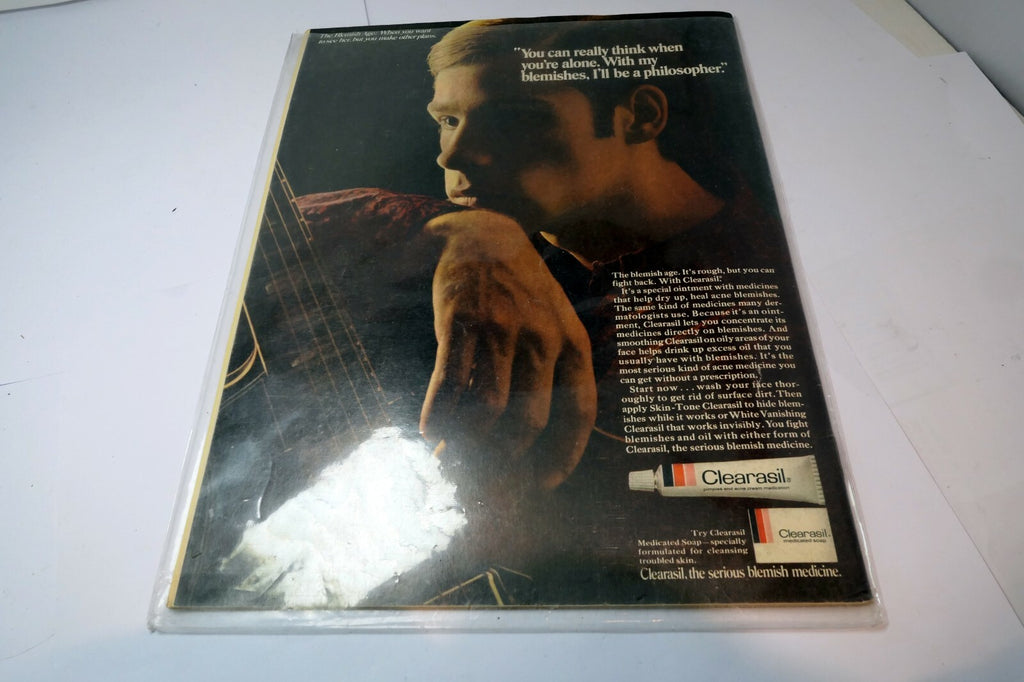 The Blemish Age: When you want
to see her, but you make other plans.
"You can really think when
you're alone. With my
blemishes, I'll be a philosopher."
The blemish age. It's rough, but you can
fight back. With Clearasil.
It's a special ointment with medicines
that help dry up, heal acne blemishes.
The same kind of medicines many der-
matologists use. Because it's an oint-
ment, Clearasil lets you concentrate its
medicines directly on blemishes. And
smoothing Clearasil on oily areas of your
face helps drink up excess oil that you
usually have with blemishes. It's the
most serious kind of acne medicine you
can get without a prescription.
Start now... wash your face thor-
oughly to get rid of surface dirt. Then
apply Skin-Tone Clearasil to hide blem-
ishes while it works or White Vanishing
Clearasil that works invisibly. You fight
blemishes and oil with either form of
Clearasil, the serious blemish medicine.
Clearasil®
pimples and acne cream medication
Try Clearasil
Medicated Soap—specially
formulated for cleansing
troubled skin.
Clearasil.
medicated soap
Clearasil, the serious blemish medicine.